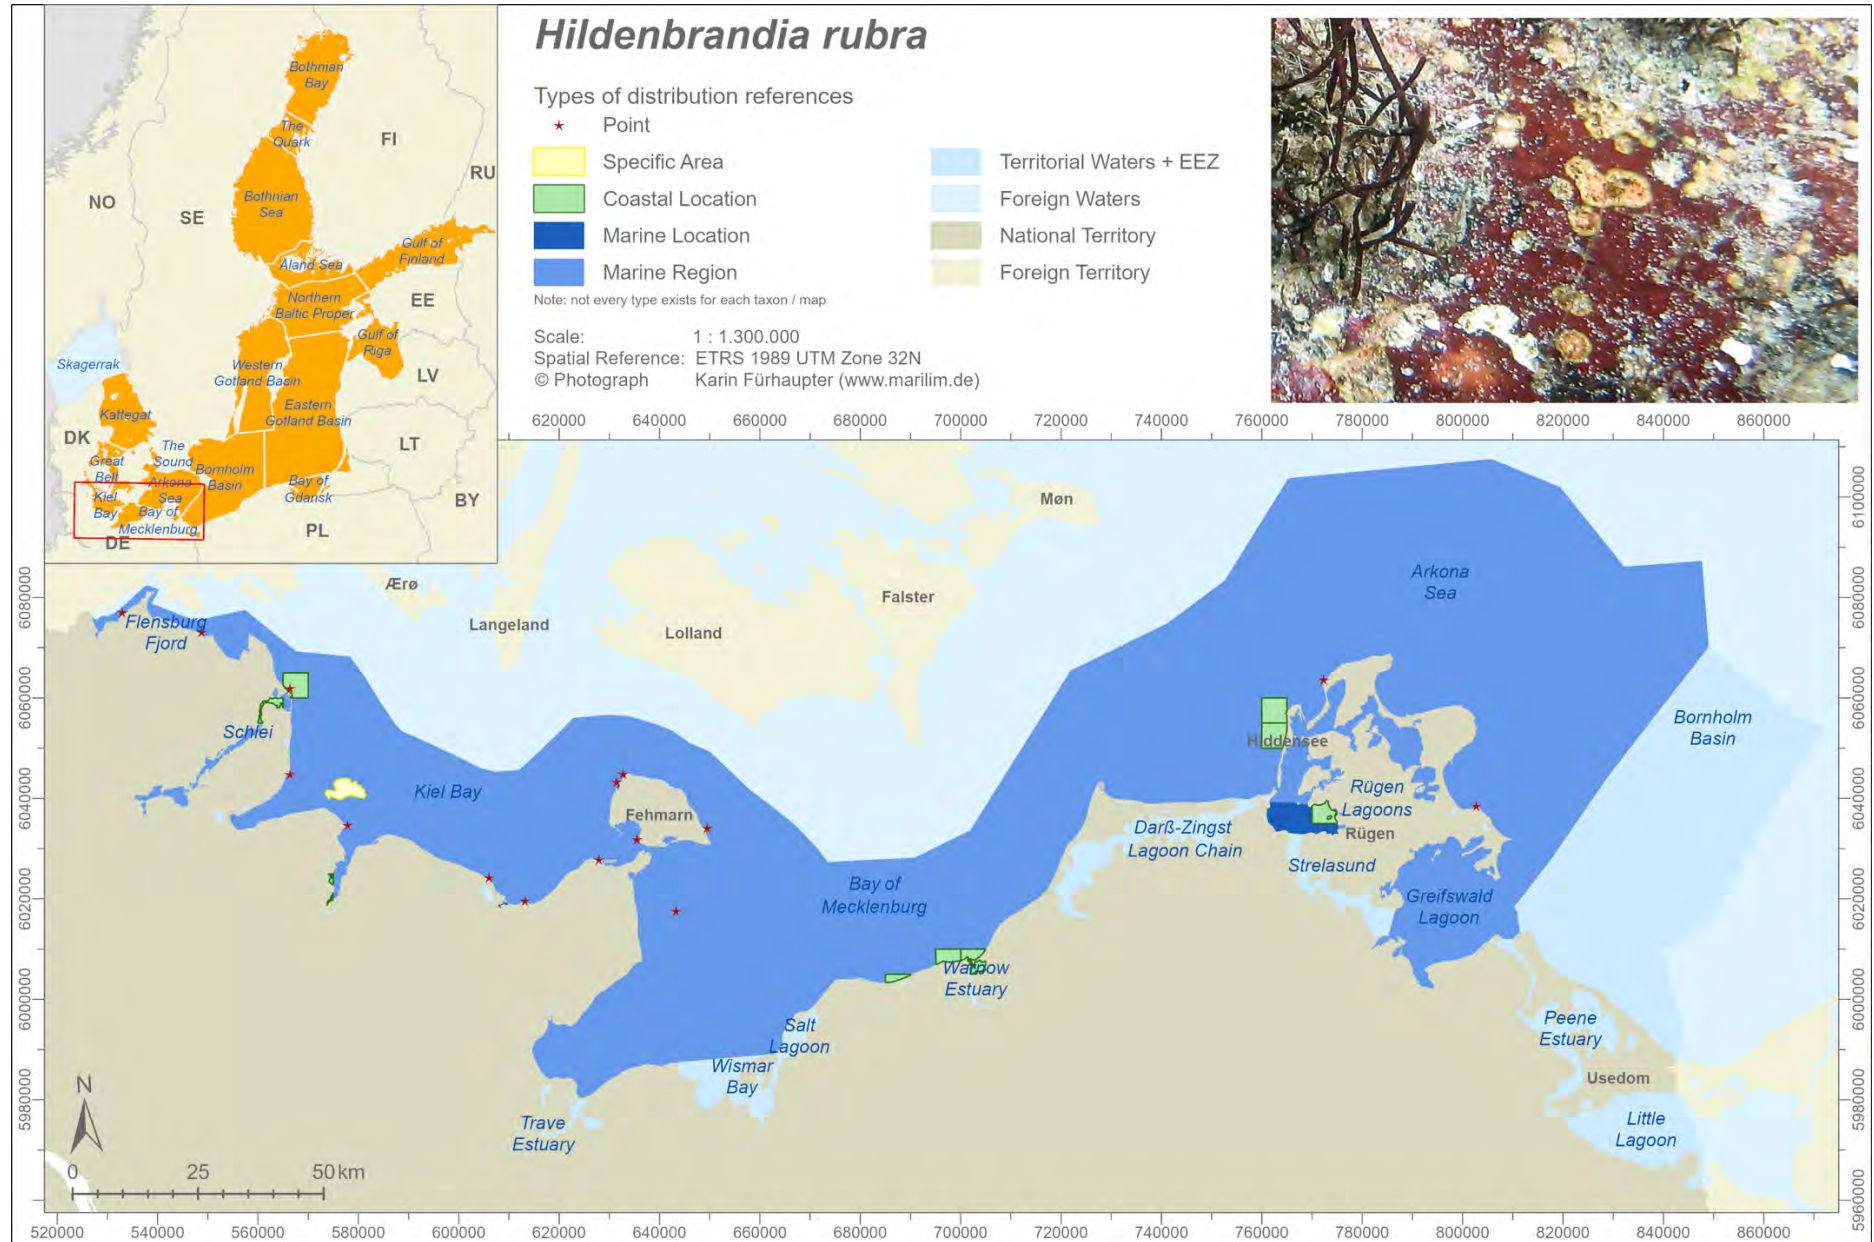 Hildenbrandia rubra
Types of distribution references
Point
Specific Area
Coastal Location
Marine Location
Marine Region
Territorial Waters + EEZ
Foreign Waters
National Territory
Foreign Territory
Note: not every type exists for each taxon / map
Scale: 1 : 1.300.000
Spatial Reference: ETRS 1989 UTM Zone 32N
© Photograph Karin Fürhaupter (www.marilim.de)
Bothnian
Bay
The
Quark
FI
RU
NO
SE
Bothnian
Sea
Gulf of
Finland
Åland Sea
Northern
Baltic Proper
EE
Gulf of
Riga
Skagerrak
Western
Gotland Basin
LV
Kattegat
Eastern
Gotland Basin
DK
The
Sound
LT
Great
Belt
Bornholm
Basin
Arkona
Sea
Bay of
Gdansk
Kiel
Bay
Bay of
Mecklenburg
BY
PL
DE
620000 640000 660000 680000 700000 720000 740000 760000 780000 800000 820000 840000 860000
6100000
6080000
6060000
6040000
6020000
6000000
5980000
5960000
6080000
6060000
6040000
6020000
6000000
5980000
Møn
Ærø
Langeland
Lolland
Falster
Arkona
Sea
Flensburg
Fjord
Schlei
Kiel Bay
Fehmarn
Hiddensee
Bornholm
Basin
Rügen
Lagoons
Rügen
Darß-Zingst
Lagoon Chain
Strelasund
Bay of
Mecklenburg
Greifswald
Lagoon
Warnow
Estuary
Salt
Lagoon
Wismar
Bay
Peene
Estuary
Usedom
Trave
Estuary
Little
Lagoon
N
0 25 50 km
520000 540000 560000 580000 600000 620000 640000 660000 680000 700000 720000 740000 760000 780000 800000 820000 840000 860000